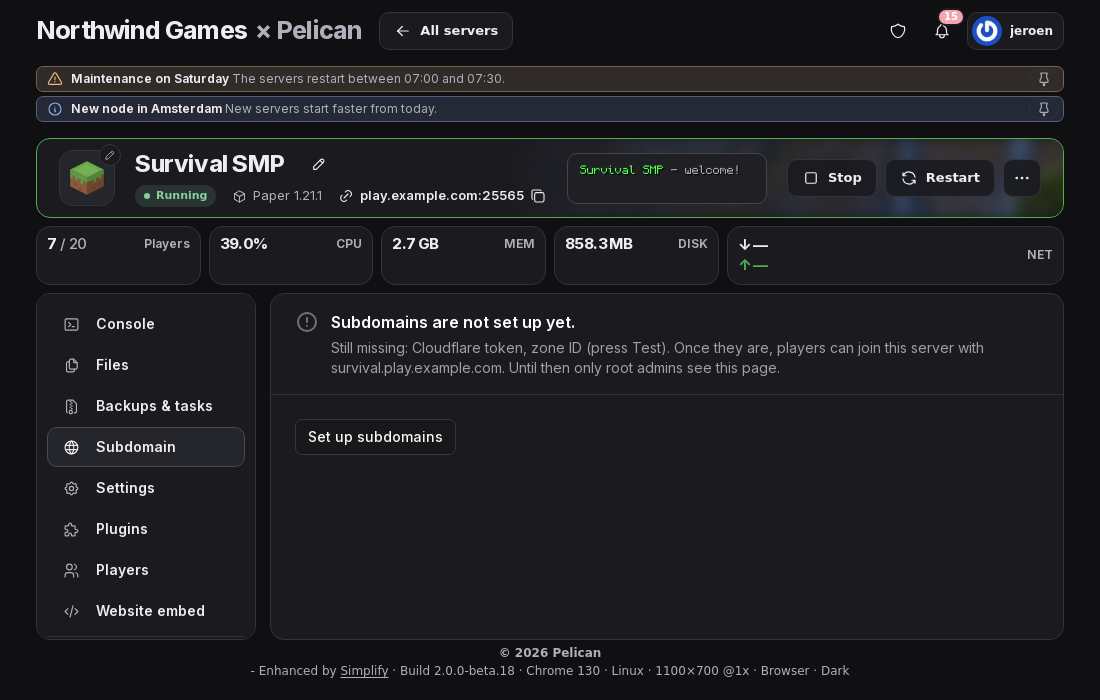 Northwind Games × Pelican
All servers
15
jeroen
Maintenance on Saturday The servers restart between 07:00 and 07:30.
New node in Amsterdam New servers start faster from today.
Survival SMP
Running
Paper 1.21.1
play.example.com:25565
Survival SMP – welcome!
Stop
Restart
7 / 20 Players
39.0% CPU
2.7 GB MEM
858.3 MB DISK
↓—
↑—
NET
Console
Files
Backups & tasks
Subdomain
Settings
Plugins
Players
Website embed
Subdomains are not set up yet.
Still missing: Cloudflare token, zone ID (press Test). Once they are, players can join this server with
survival.play.example.com. Until then only root admins see this page.
Set up subdomains
© 2026 Pelican
- Enhanced by Simplify · Build 2.0.0-beta.18 · Chrome 130 · Linux · 1100×700 @1x · Browser · Dark